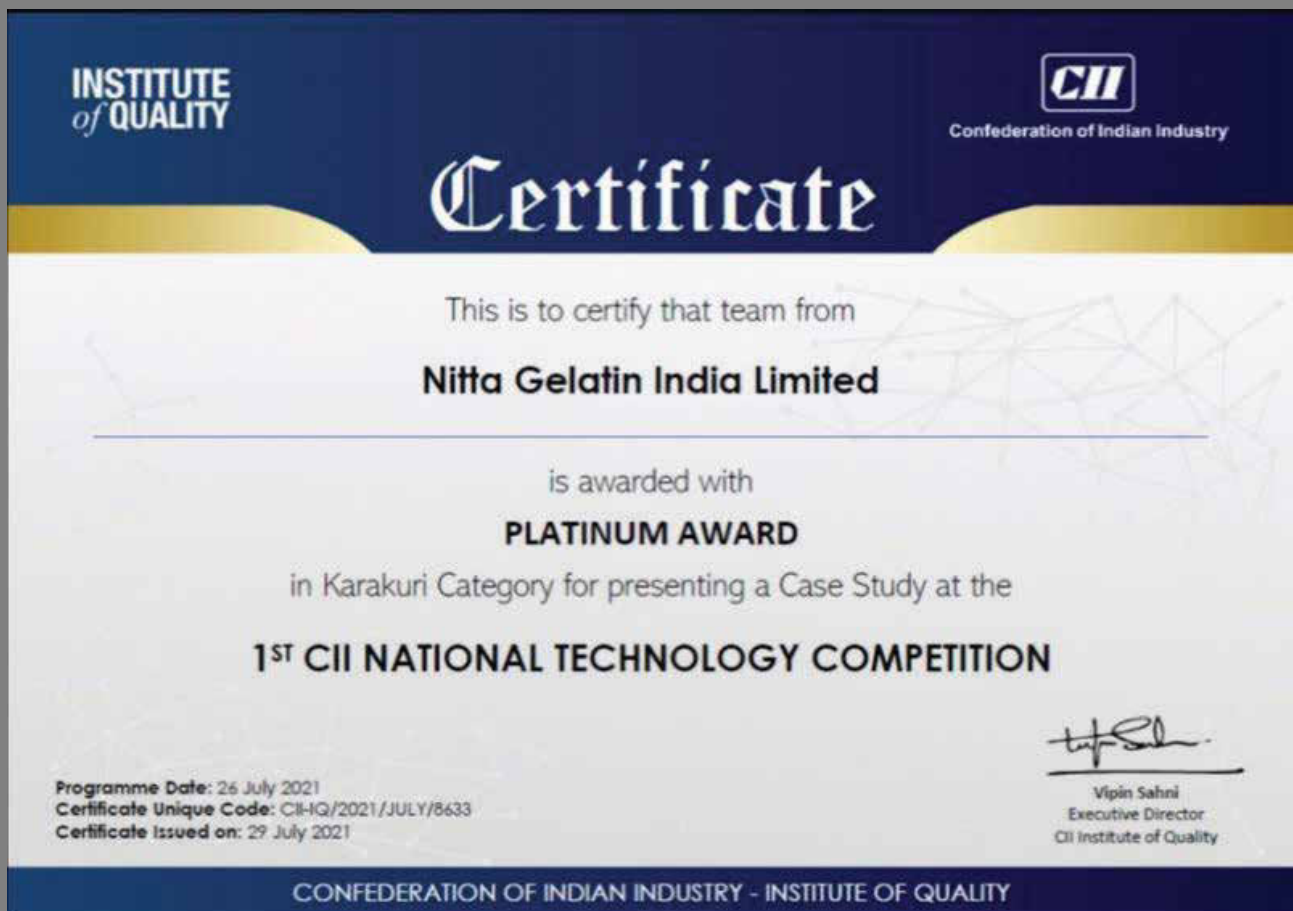 INSTITUTE
of QUALITY
CII
Confederation of Indian Industry
Certificate
This is to certify that team from
Nitta Gelatin India Limited
is awarded with
PLATINUM AWARD
in Karakuri Category for presenting a Case Study at the
1ST CII NATIONAL TECHNOLOGY COMPETITION
Programme Date: 26 July 2021
Certificate Unique Code: CII-IQ/2021/JULY/8633
Certificate Issued on: 29 July 2021
Vipin Sahni
Executive Director
CII Institute of Quality
CONFEDERATION OF INDIAN INDUSTRY - INSTITUTE OF QUALITY